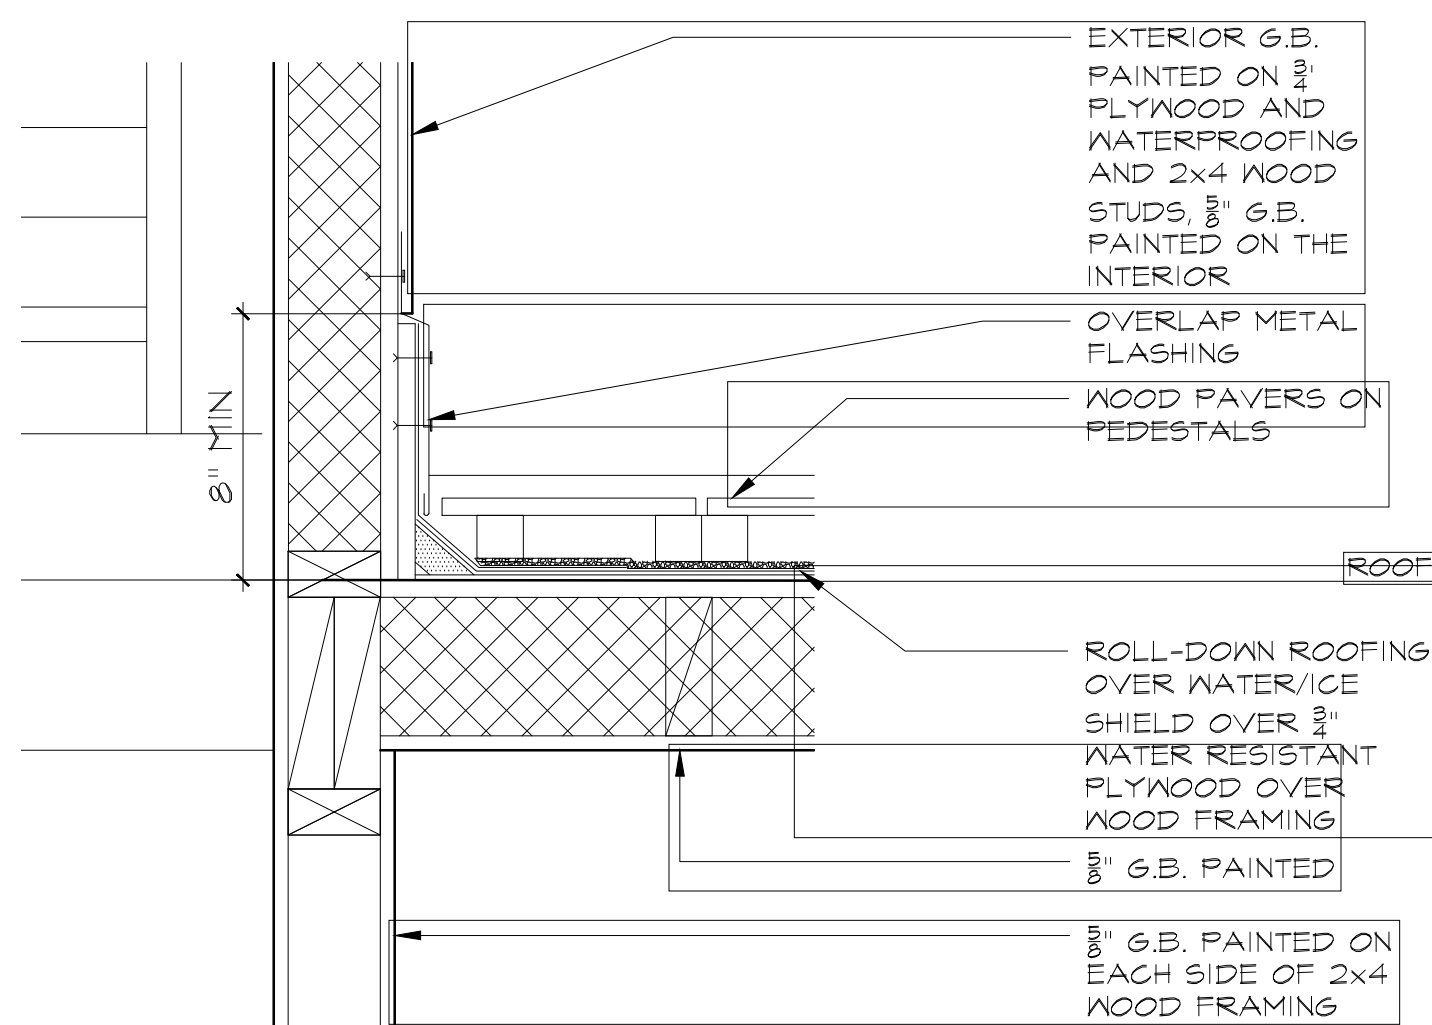 EXTERIOR G.B.
PAINTED ON 3/4'
PLYWOOD AND
WATERPROOFING
AND 2x4 WOOD
STUDS, 5/8" G.B.
PAINTED ON THE
INTERIOR
OVERLAP METAL
FLASHING
WOOD PAVERS ON
PEDESTALS
8" MIN
ROOF
ROLL-DOWN ROOFING
OVER WATER/ICE
SHIELD OVER 3/4"
WATER RESISTANT
PLYWOOD OVER
WOOD FRAMING
5/8" G.B. PAINTED
5/8" G.B. PAINTED ON
EACH SIDE OF 2x4
WOOD FRAMING